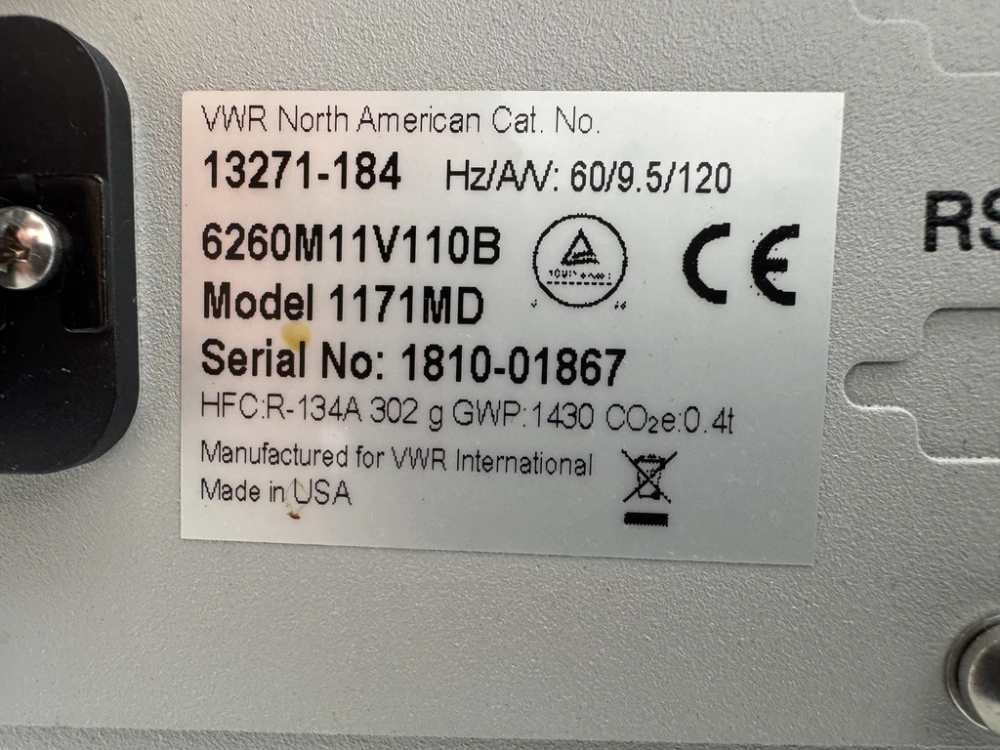 VWR North American Cat. No.
13271-184 Hz/A/V: 60/9.5/120
6260M11V110B
CE
Model 1171MD
Serial No: 1810-01867
HFC:R-134A 302 g GWP:1430 CO₂e:0.4t
Manufactured for VWR International
Made in USA
RS